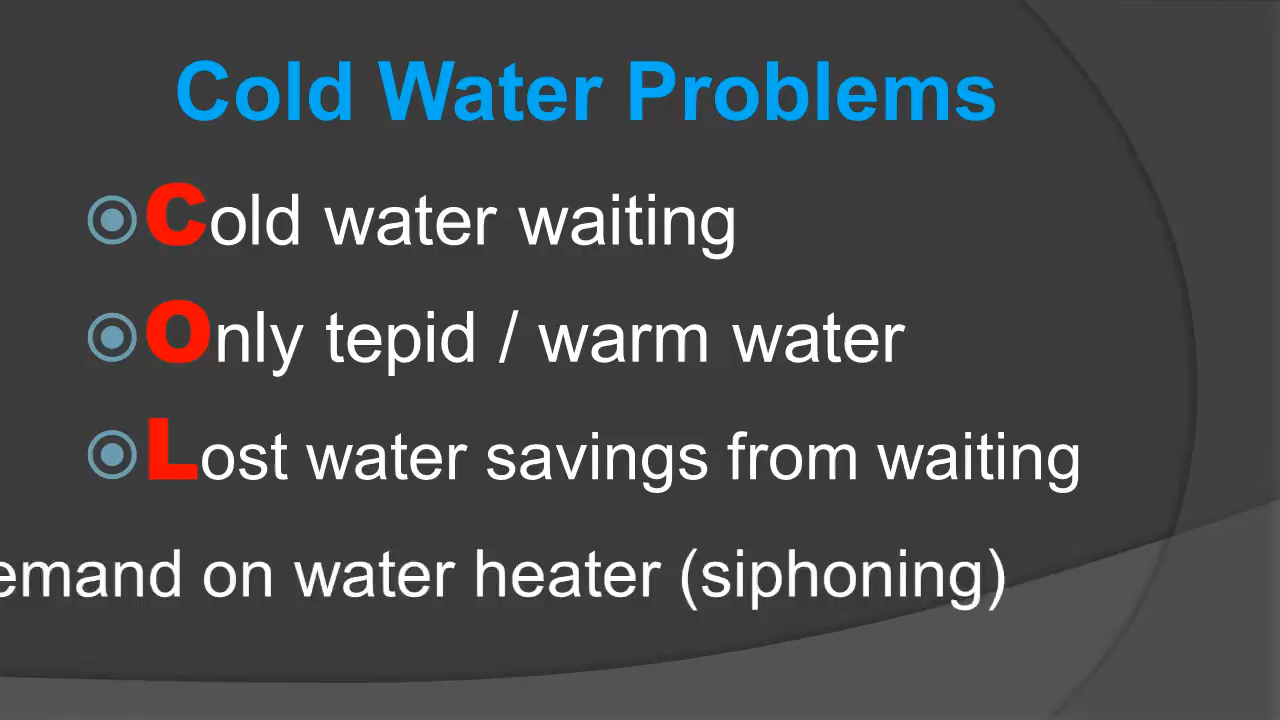 Cold Water Problems
Cold water waiting
Only tepid / warm water
Lost water savings from waiting
emand on water heater (siphoning)